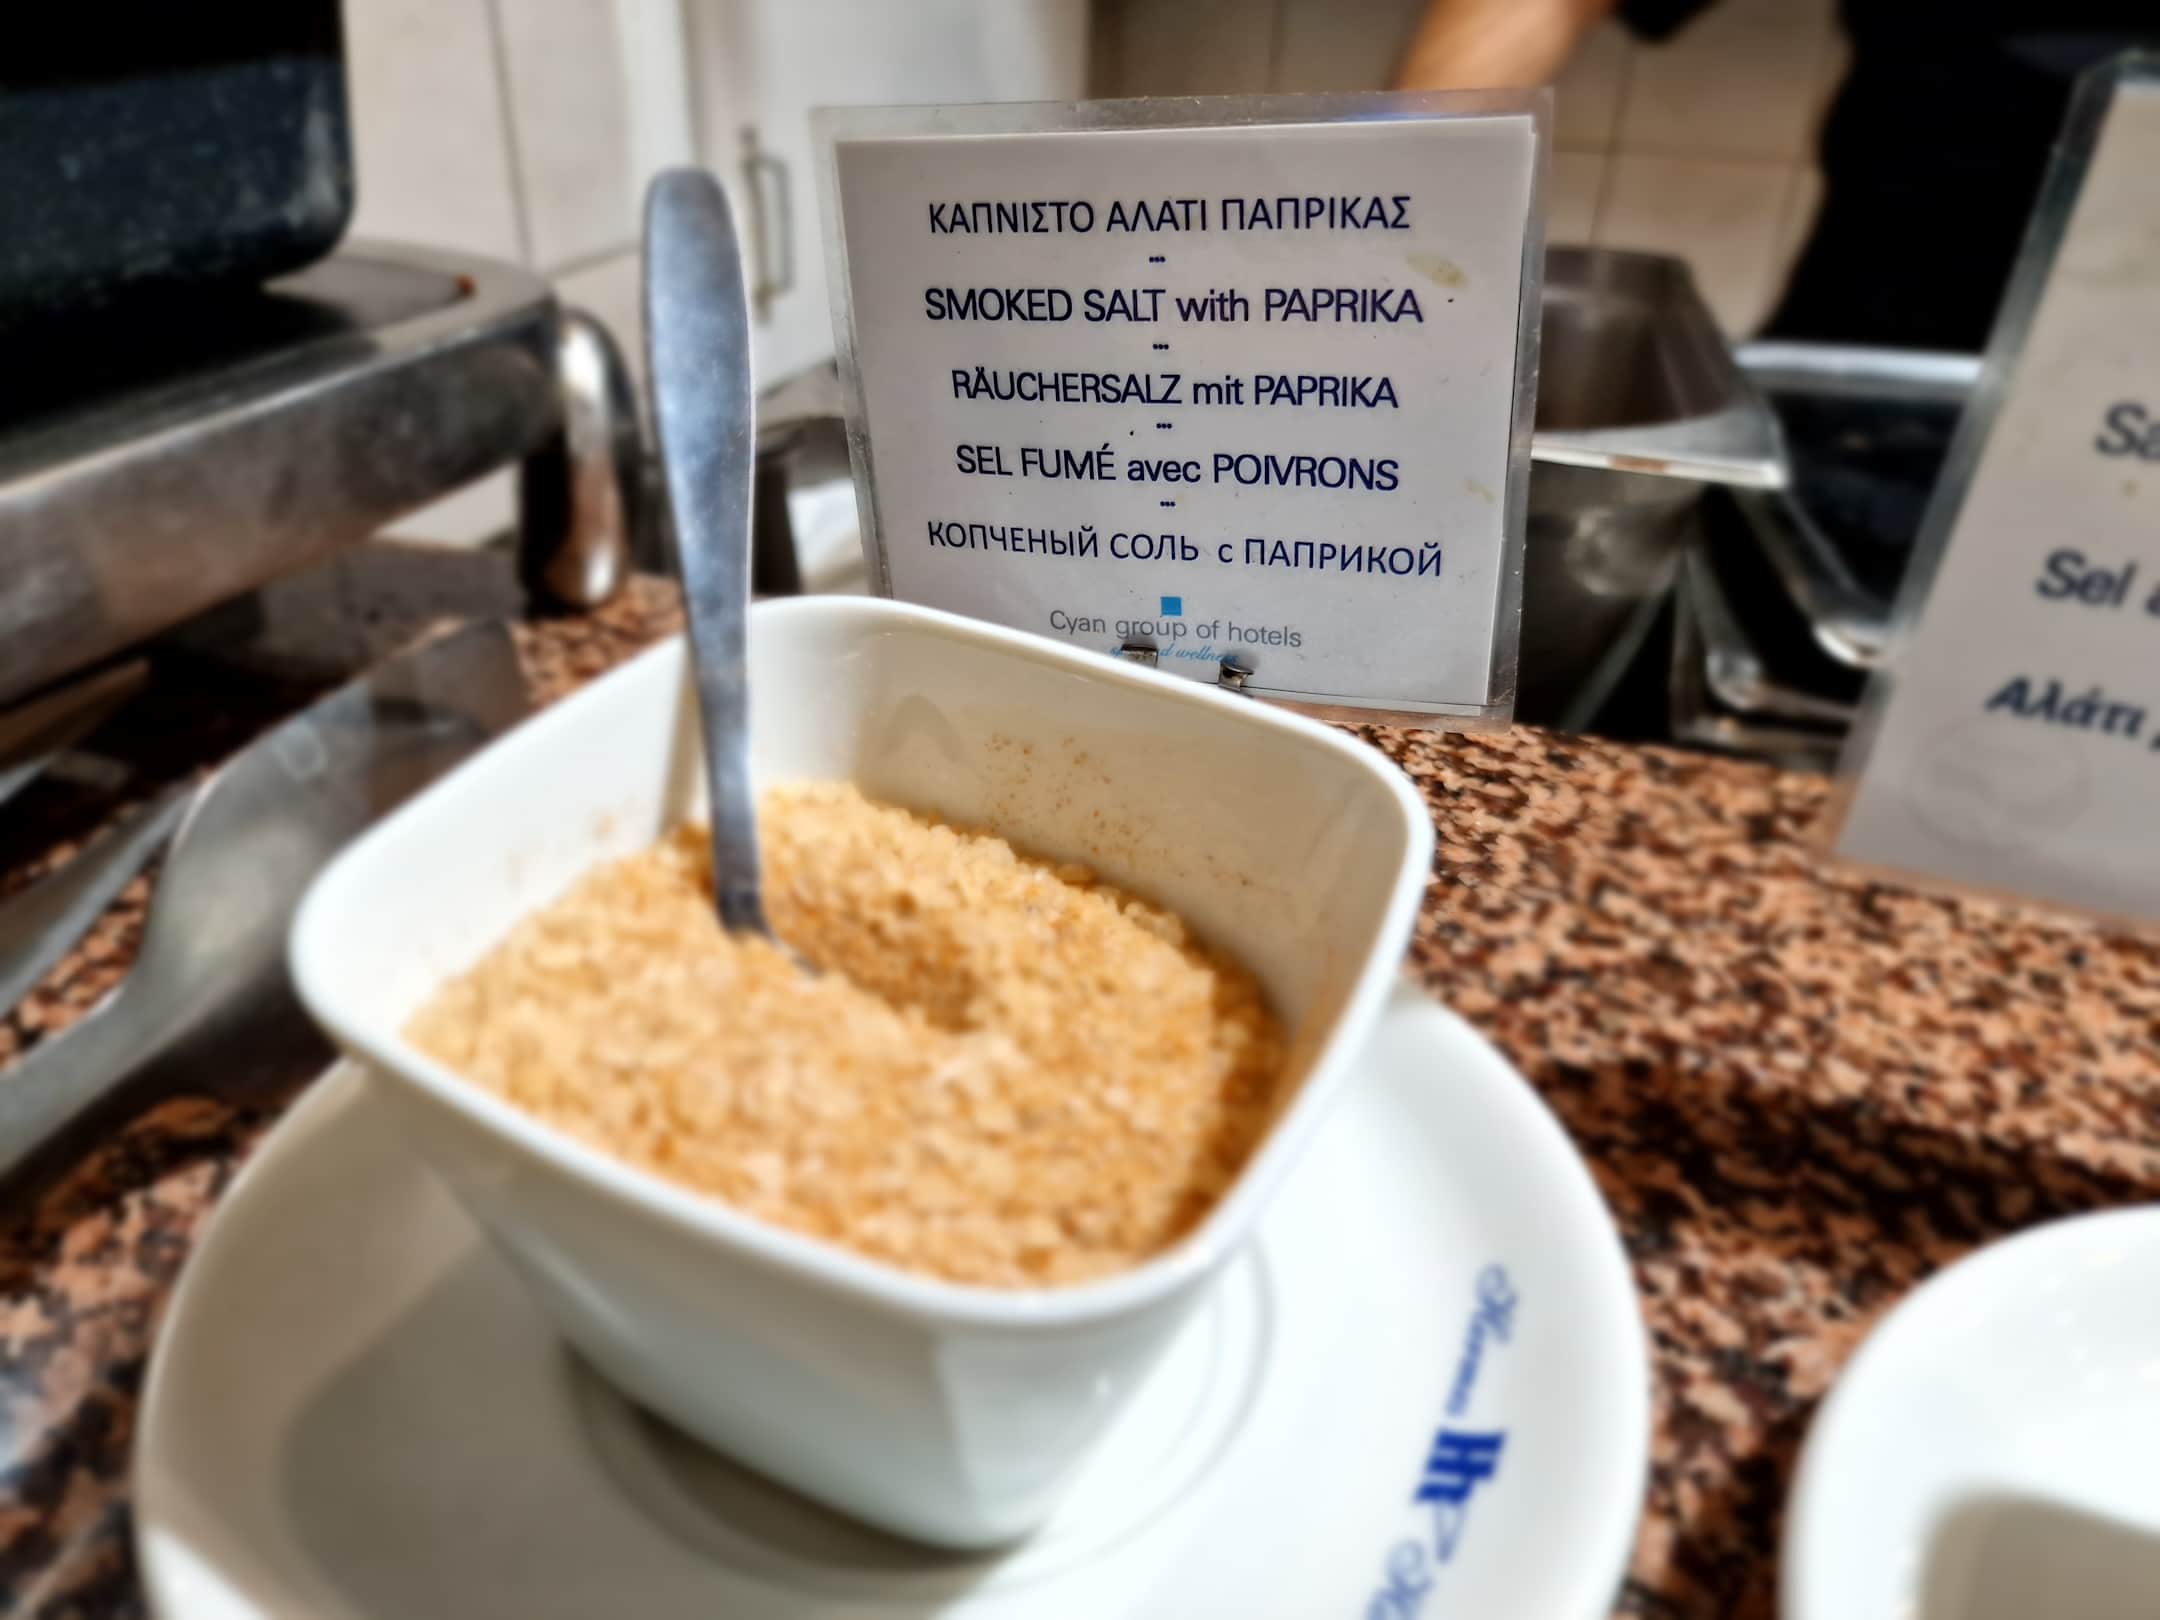 ΚΑΠΝΙΣΤΟ ΑΛΑΤΙ ΠΑΠΡΙΚΑΣ
...
SMOKED SALT with PAPRIKA
...
RÄUCHERSALZ mit PAPRIKA
...
SEL FUMÉ avec POIVRONS
...
КОПЧЕНЫЙ СОЛЬ с ПАПРИКОЙ
Cyan group of hotels
wellness
Sel
Αλάτι